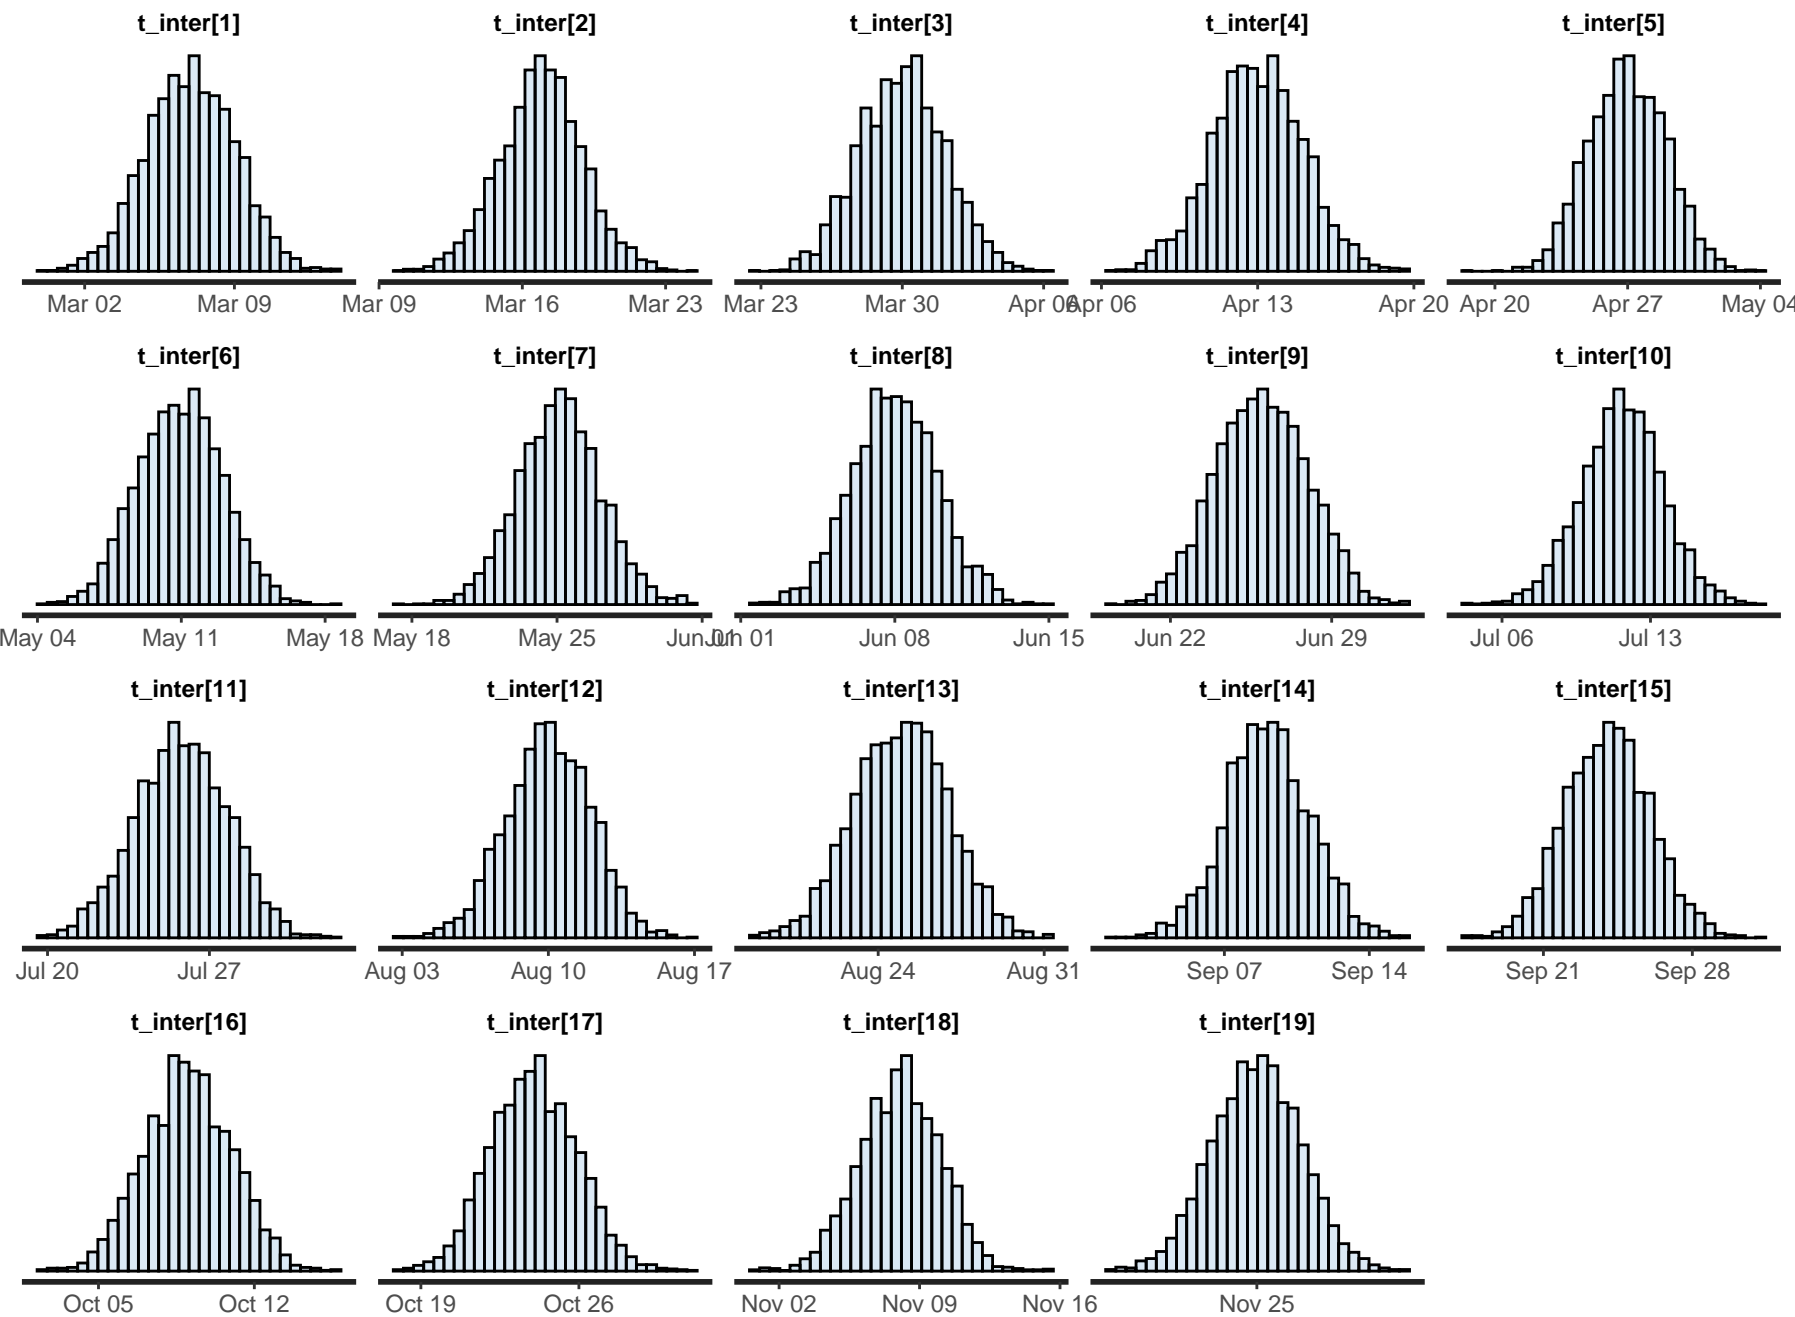 t_inter[1] t_inter[2] t_inter[3] t_inter[4] t_inter[5]
Mar 02 Mar 09 Mar 09 Mar 16 Mar 23 Mar 23 Mar 30 Apr 06 Apr 06 Apr 13 Apr 20 Apr 20 Apr 27 May 04
t_inter[6] t_inter[7] t_inter[8] t_inter[9] t_inter[10]
May 04 May 11 May 18 May 18 May 25 Jun 01 Jun 01 Jun 08 Jun 15 Jun 22 Jun 29 Jul 06 Jul 13
t_inter[11] t_inter[12] t_inter[13] t_inter[14] t_inter[15]
Jul 20 Jul 27 Aug 03 Aug 10 Aug 17 Aug 24 Aug 31 Sep 07 Sep 14 Sep 21 Sep 28
t_inter[16] t_inter[17] t_inter[18] t_inter[19]
Oct 05 Oct 12 Oct 19 Oct 26 Nov 02 Nov 09 Nov 16 Nov 25